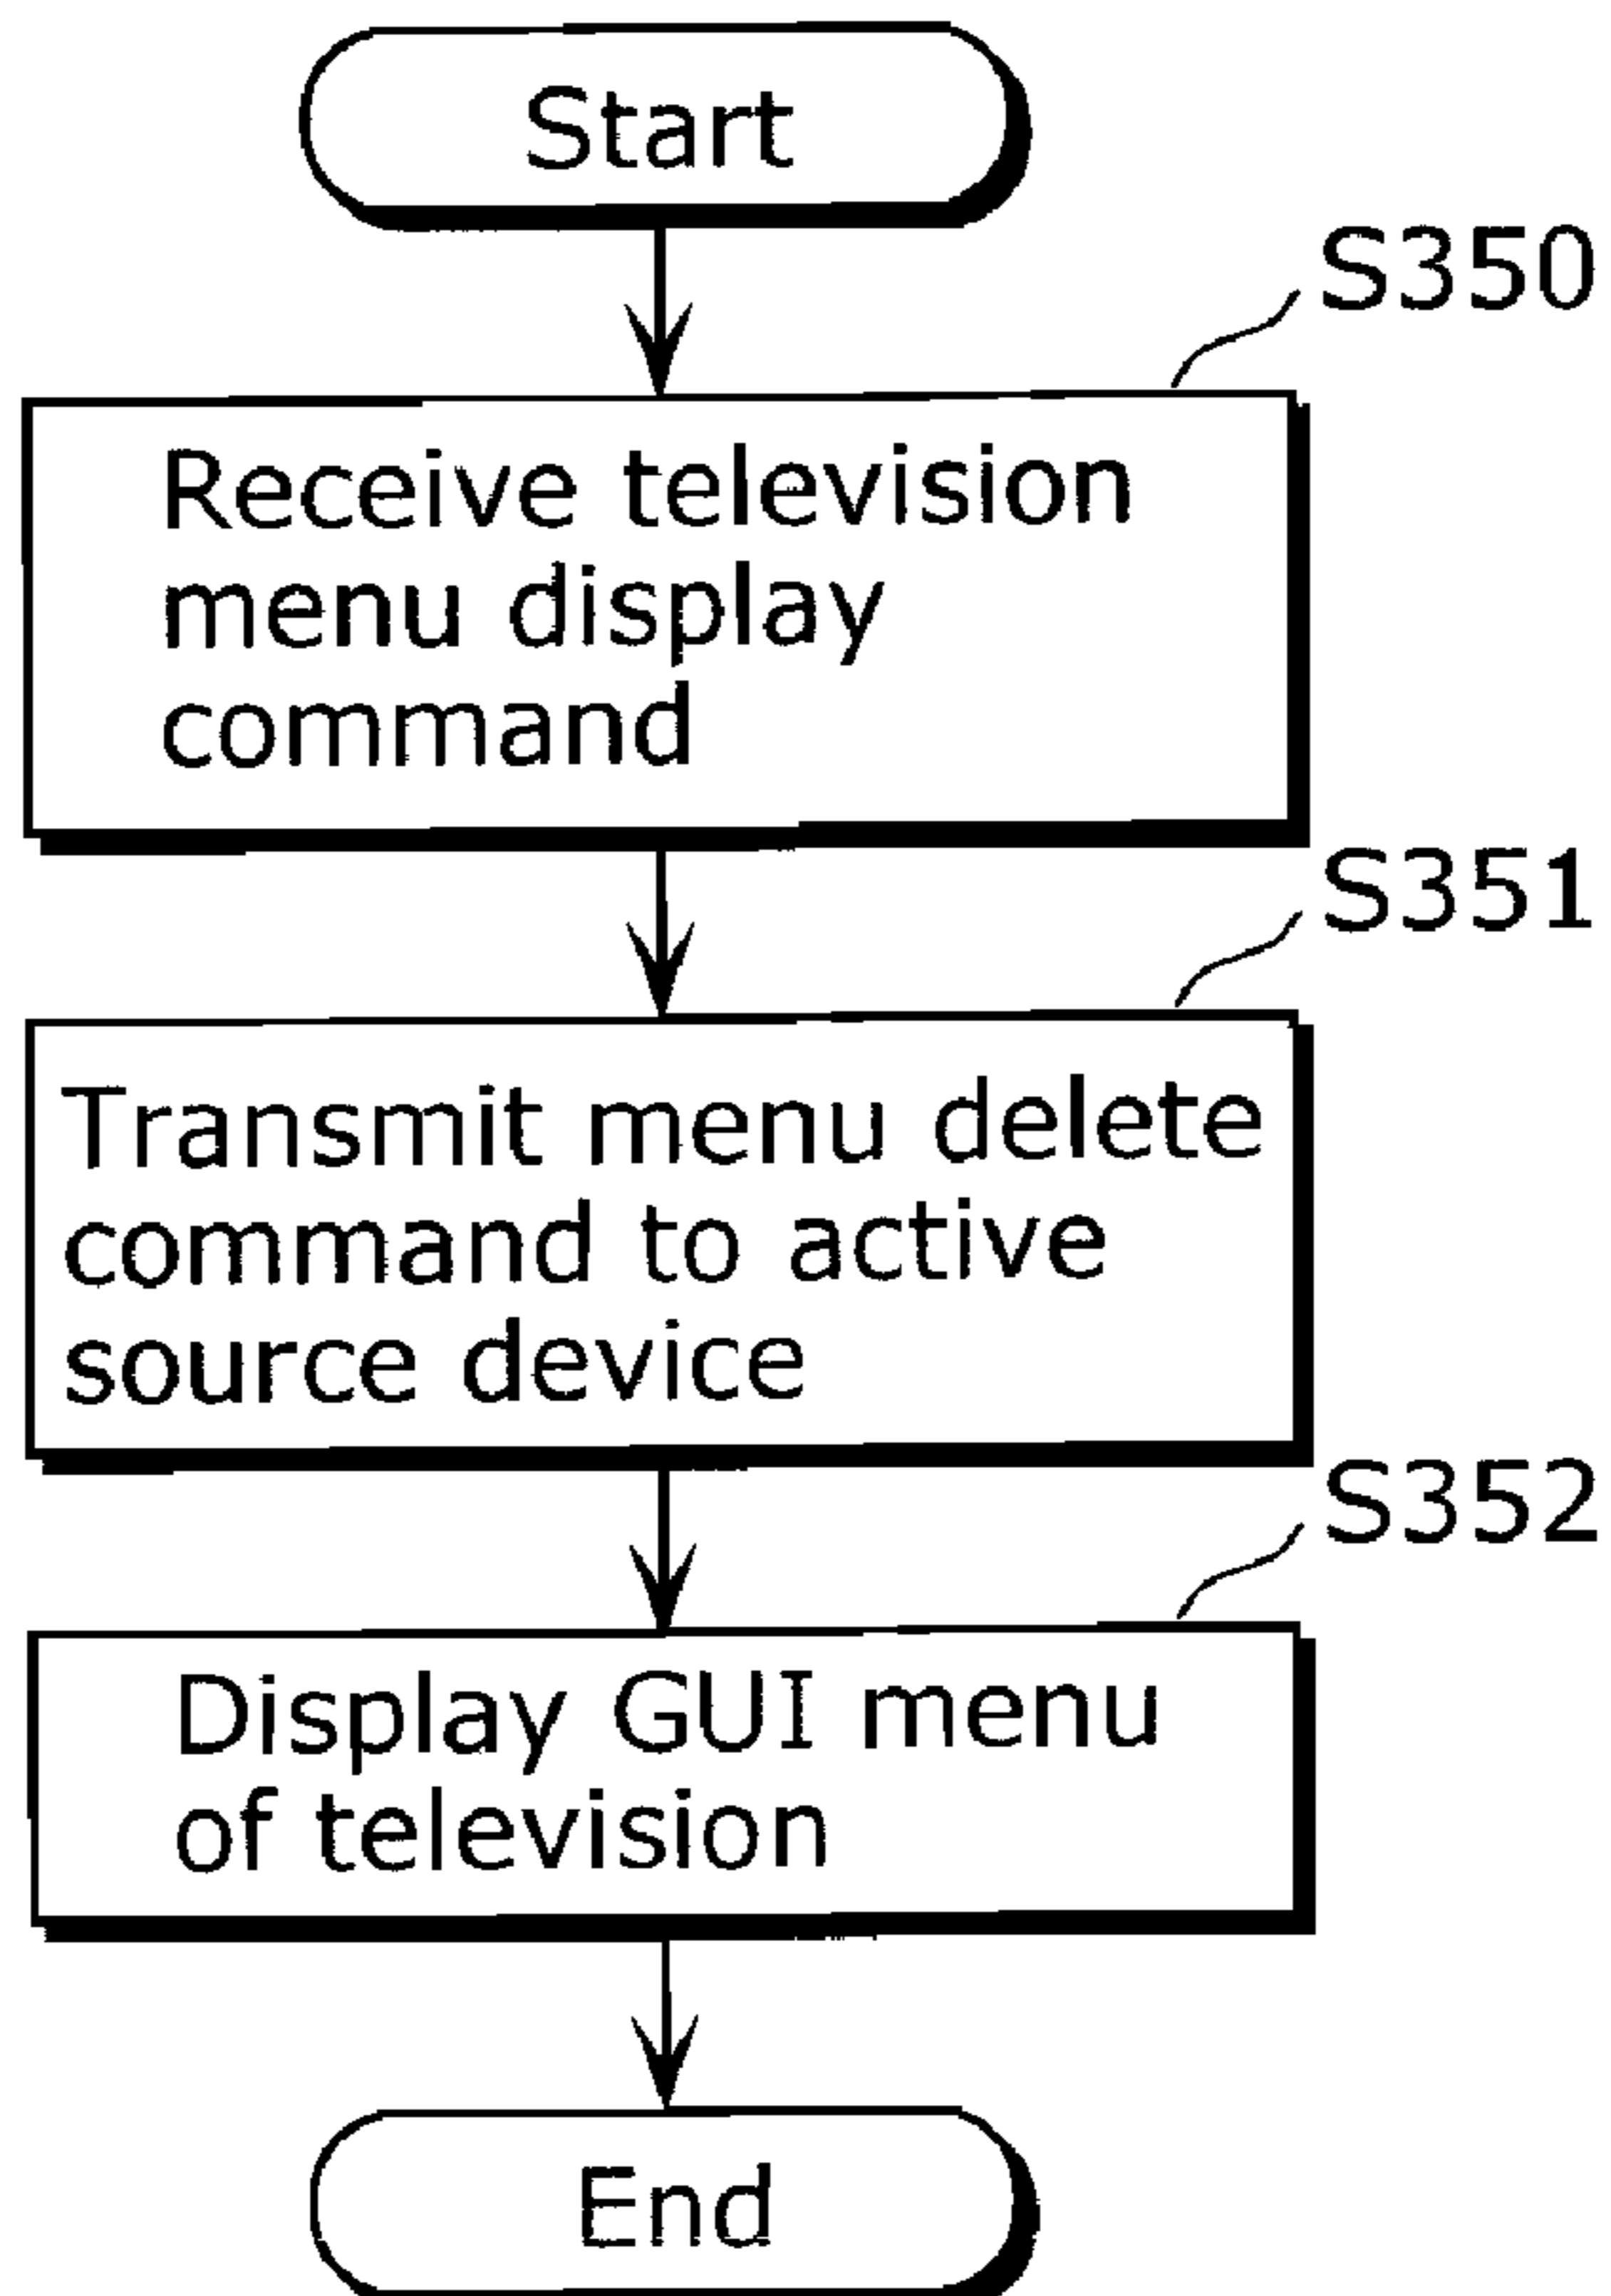 Start
S350
Receive television
menu display
command
S351
Transmit menu delete
command to active
source device
S352
Display GUI menu
of television
End